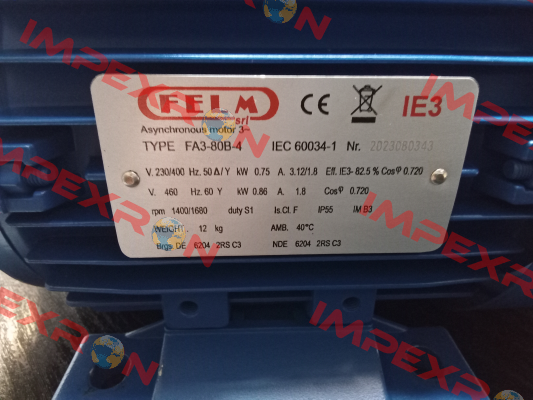 FELM
srl
CE
IE3
Asynchronous motor 3~
TYPE FA3-80B-4 IEC 60034-1 Nr. 2023060343
V. 230/400 Hz. 50 Δ/Y kW 0.75 A. 3.12/1.8 Eff. IE3- 82.5 % Cosφ 0.720
V. 460 Hz. 60 Y kW 0.86 A. 1.8 Cosφ 0.720
rpm 1400/1680 duty S1 Is.Cl. F IP55 IM B3
WEIGHT. 12 kg AMB. 40°C
Brgs DE 6204 2RS C3 NDE 6204 2RS C3
IMPEXRON
IMPEXRON
IMPEXRON
IMPEXRON